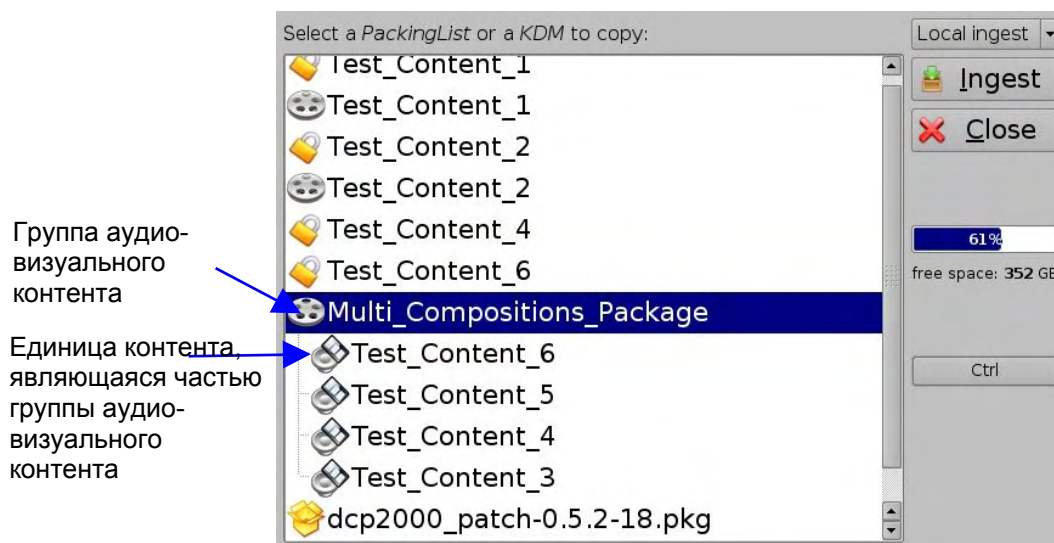 Select a PackingList or a KDM to copy:
Local ingest
Test_Content_1
Ingest
Test_Content_1
Close
Test_Content_2
Test_Content_2
Test_Content_4
61%
Test_Content_6
free space: 352 GB
Группа аудио-
визуального
контента
Multi_Compositions_Package
Единица контента,
являющаяся частью
группы аудио-
визуального
контента
Test_Content_6
Ctrl
Test_Content_5
Test_Content_4
Test_Content_3
dcp2000_patch-0.5.2-18.pkg